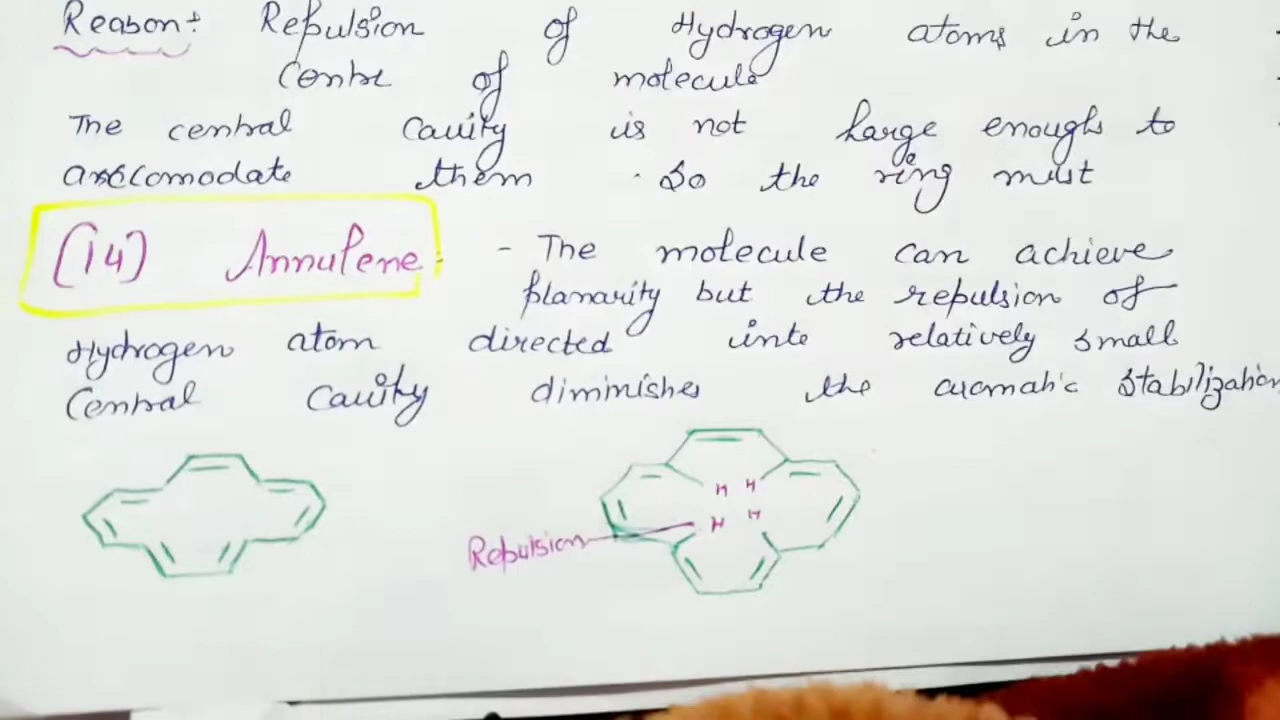 Reason: Repulsion of Hydrogen atoms in the
Centre of molecule
The central cavity is not large enough to
accomodate them . So the ring must
[14] Annulene - The molecule can achieve
planarity but the repulsion of
Hydrogen atom directed into relatively small
Central cavity diminishes the aromatic stabilization
H H
H H
Repulsion